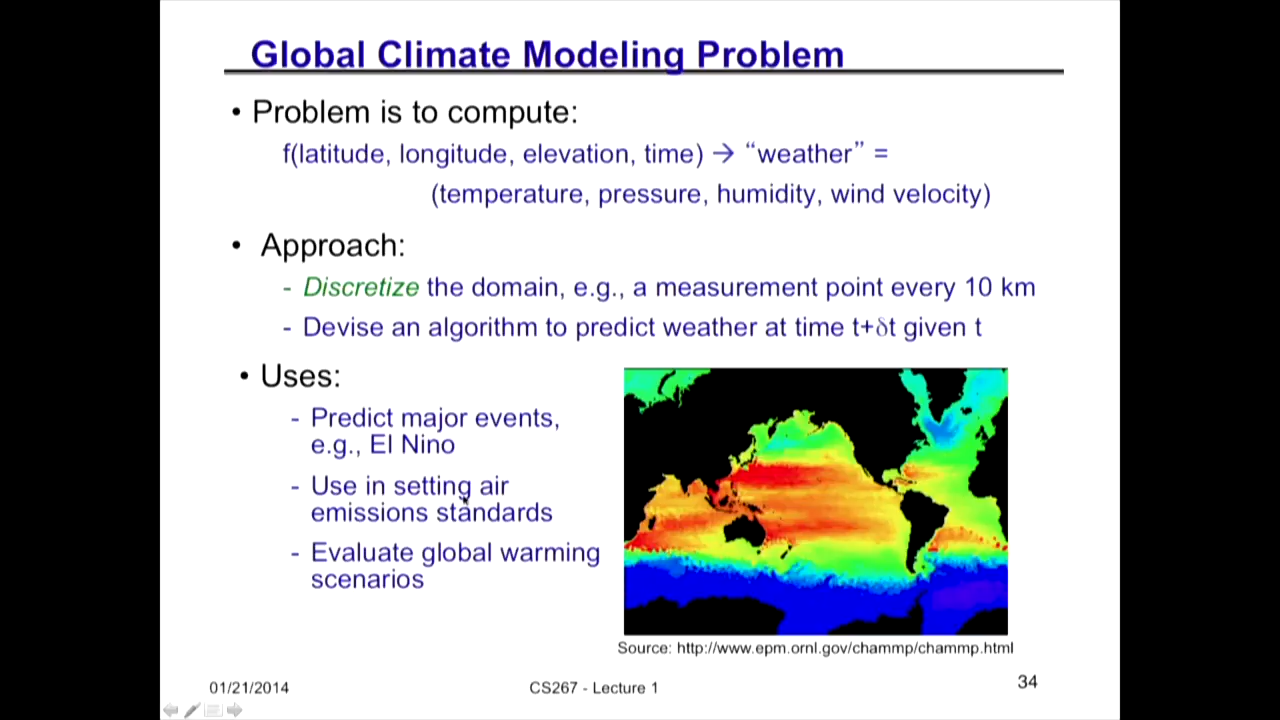 Global Climate Modeling Problem
• Problem is to compute:
f(latitude, longitude, elevation, time) → “weather” =
(temperature, pressure, humidity, wind velocity)
• Approach:
- Discretize the domain, e.g., a measurement point every 10 km
- Devise an algorithm to predict weather at time t+δt given t
• Uses:
- Predict major events,
e.g., El Nino
- Use in setting air
emissions standards
- Evaluate global warming
scenarios
Source: http://www.epm.ornl.gov/chammp/chammp.html
01/21/2014
CS267 - Lecture 1
34